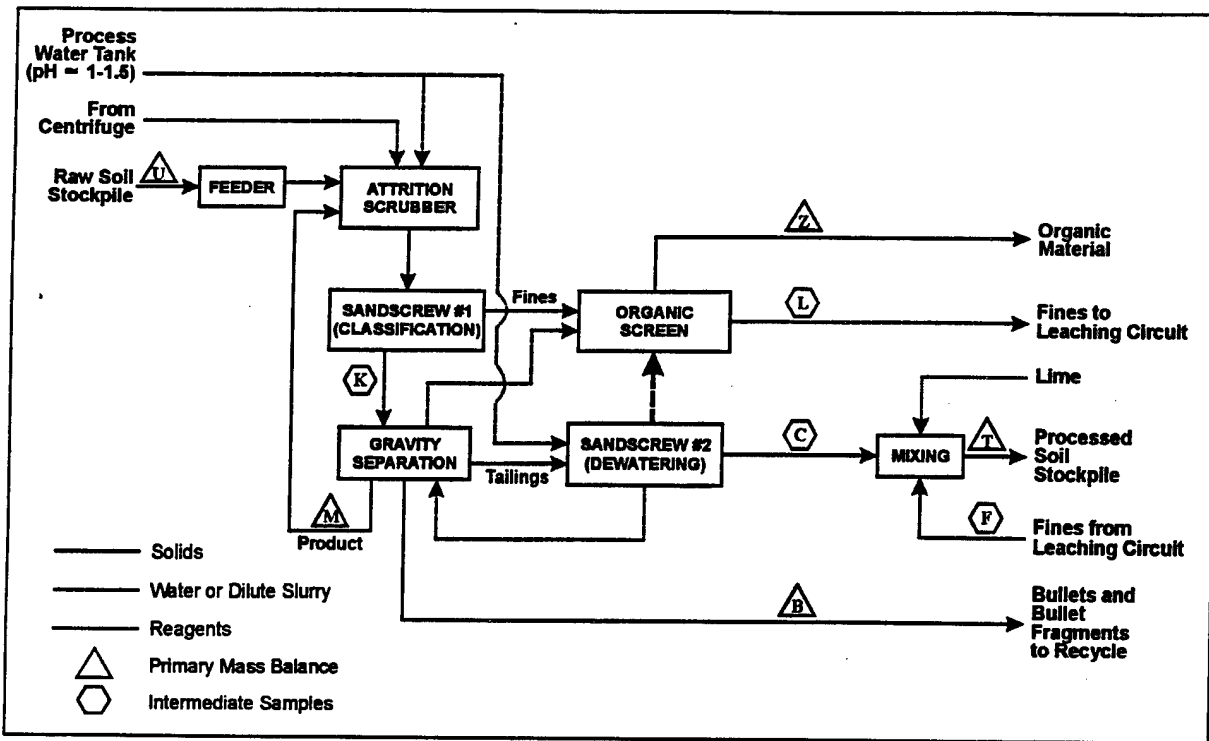 Process
Water Tank
(pH ≃ 1-1.5)
From
Centrifuge
Raw Soil
Stockpile
U
FEEDER
ATTRITION
SCRUBBER
SANDSCREW #1
(CLASSIFICATION)
Fines
ORGANIC
SCREEN
Z
Organic
Material
L
Fines to
Leaching Circuit
K
Lime
GRAVITY
SEPARATION
Tailings
SANDSCREW #2
(DEWATERING)
C
MIXING
T
Processed
Soil
Stockpile
M
Product
F
Fines from
Leaching Circuit
B
Bullets and
Bullet
Fragments
to Recycle
Solids
Water or Dilute Slurry
Reagents
Primary Mass Balance
Intermediate Samples